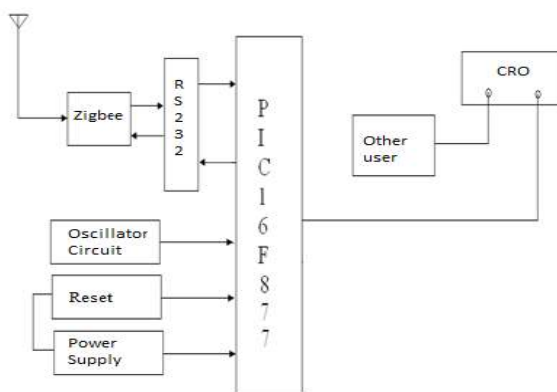 Zigbee
RS232
PIC16F877
CRO
Other
user
Oscillator
Circuit
Reset
Power
Supply